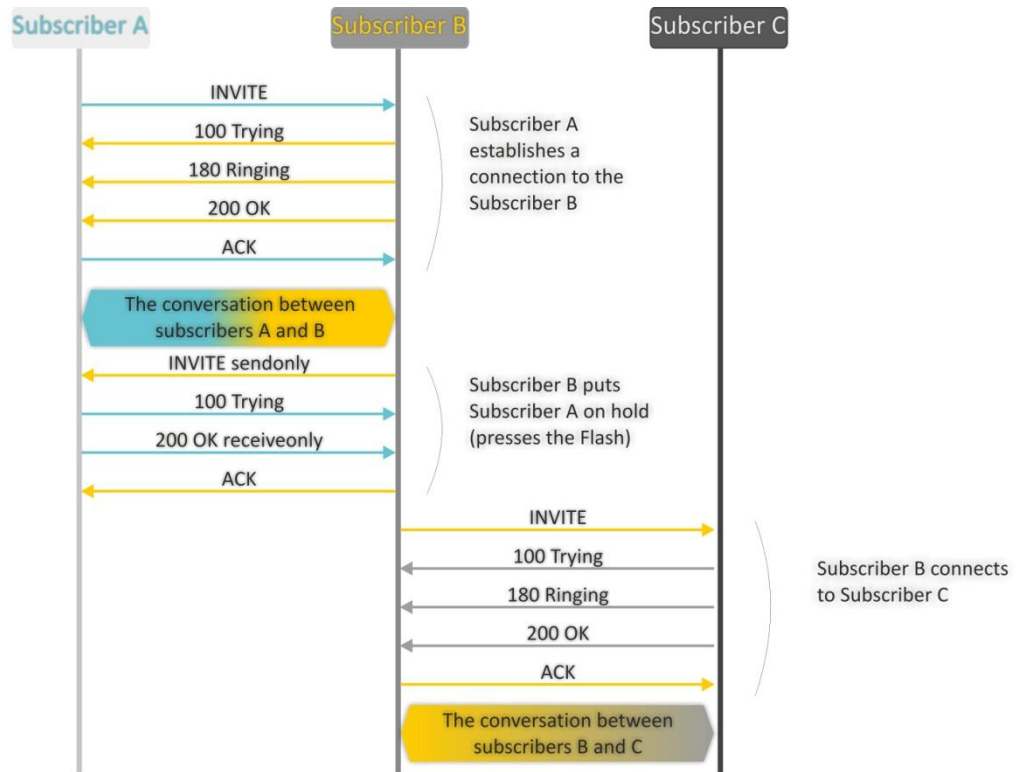 Subscriber A
Subscriber B
Subscriber C
INVITE
100 Trying
180 Ringing
200 OK
ACK
Subscriber A
establishes a
connection to the
Subscriber B
The conversation between
subscribers A and B
INVITE sendonly
100 Trying
200 OK receiveonly
ACK
Subscriber B puts
Subscriber A on hold
(presses the Flash)
INVITE
100 Trying
180 Ringing
200 OK
ACK
Subscriber B connects
to Subscriber C
The conversation between
subscribers B and C